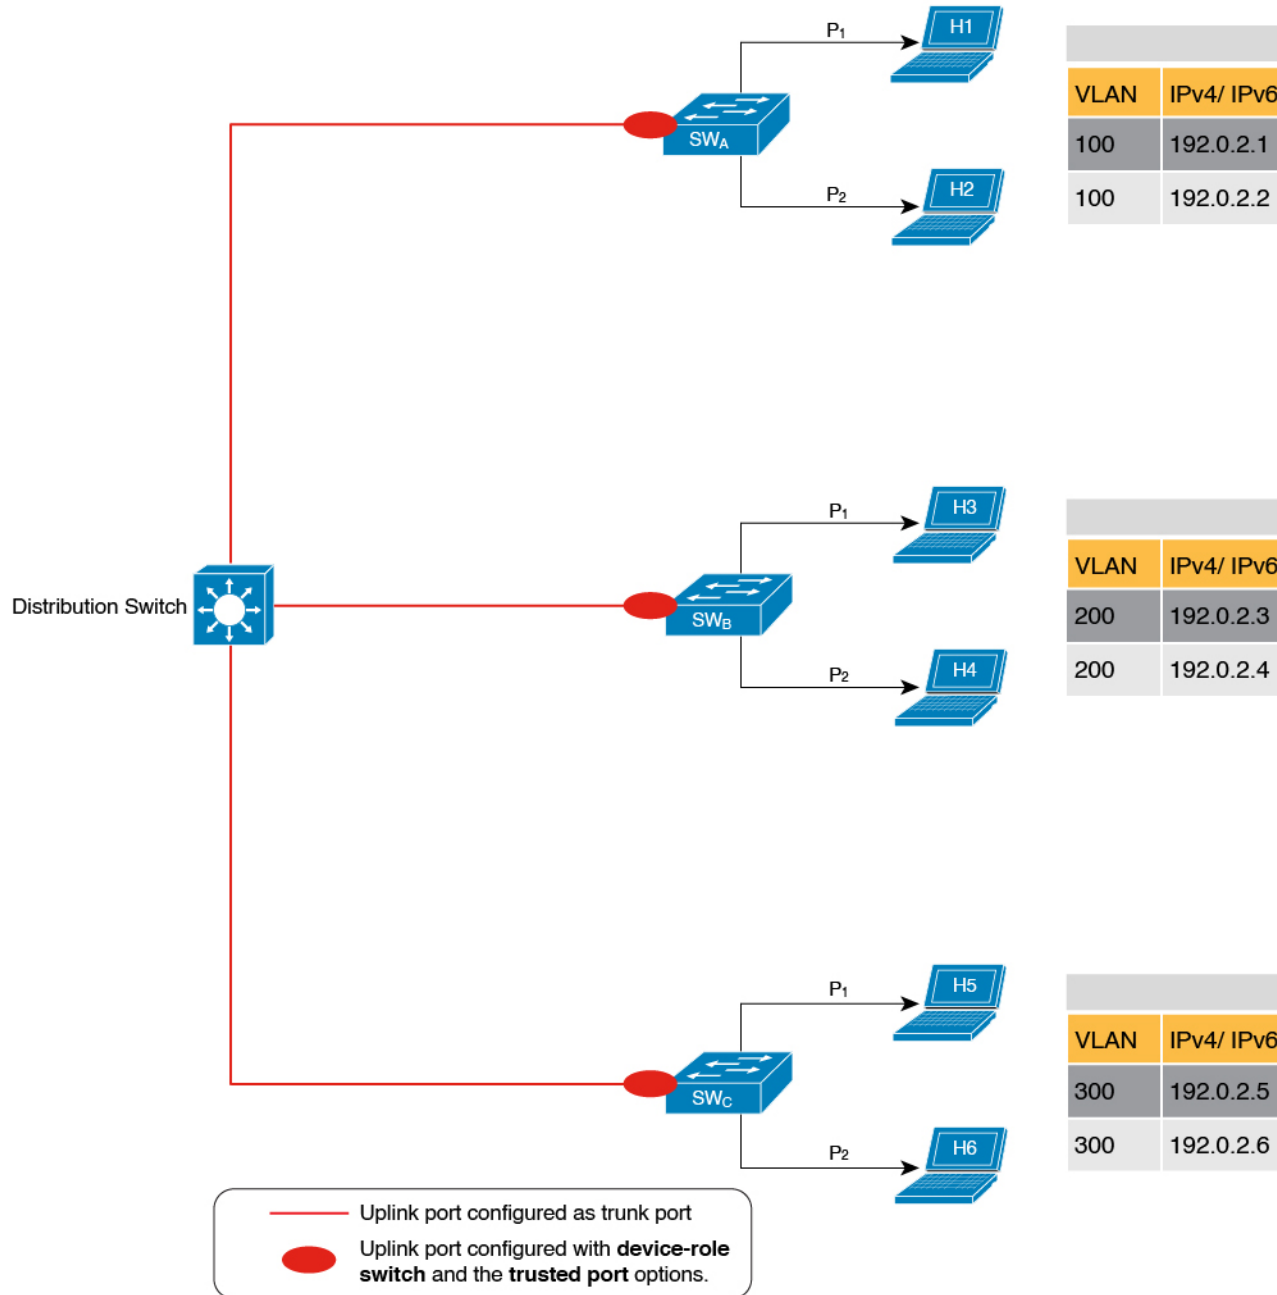 P1
H1
SWA
P2
H2
VLAN IPv4/ IPv6
100 192.0.2.1
100 192.0.2.2
P1
H3
Distribution Switch
SWB
P2
H4
VLAN IPv4/ IPv6
200 192.0.2.3
200 192.0.2.4
P1
H5
SWC
P2
H6
VLAN IPv4/ IPv6
300 192.0.2.5
300 192.0.2.6
Uplink port configured as trunk port
Uplink port configured with device-role
switch and the trusted port options.